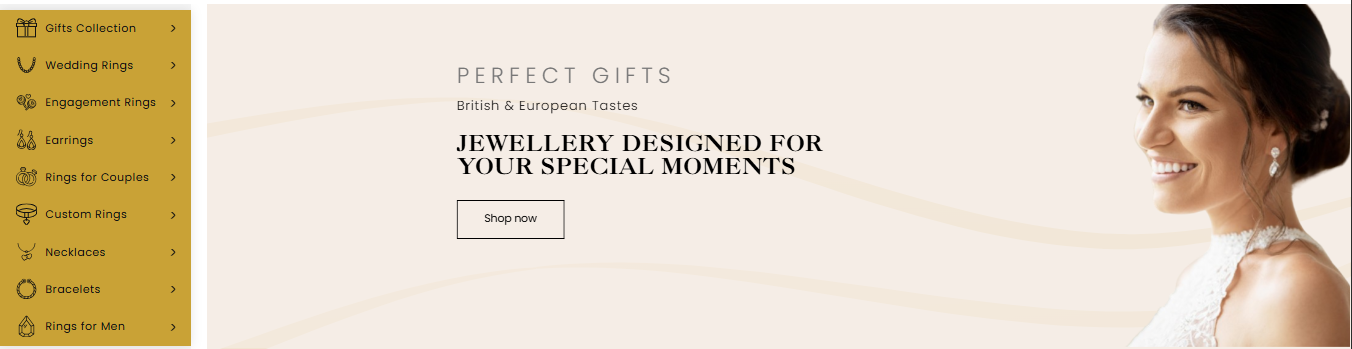 Gifts Collection
Wedding Rings
Engagement Rings
Earrings
Rings for Couples
Custom Rings
Necklaces
Bracelets
Rings for Men
PERFECT GIFTS
British & European Tastes
JEWELLERY DESIGNED FOR
YOUR SPECIAL MOMENTS
Shop now